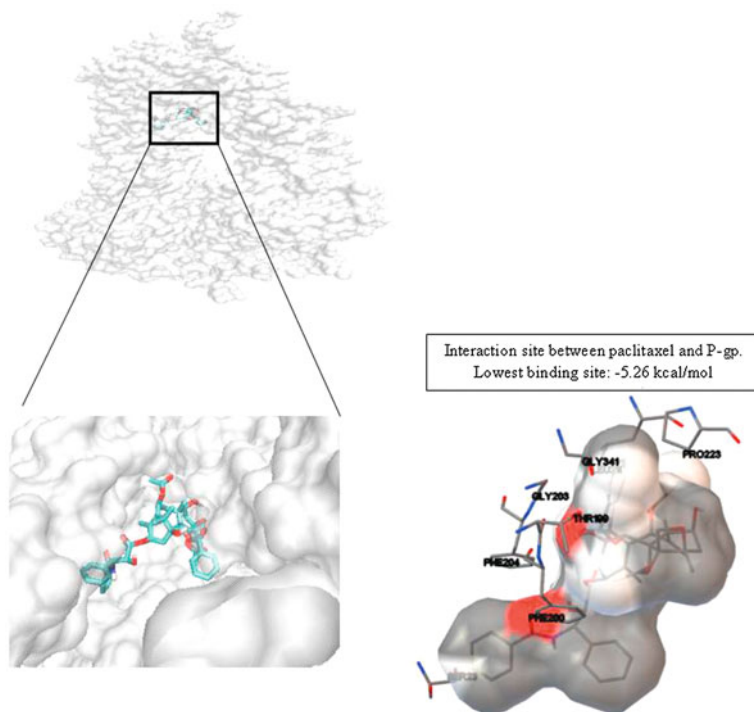 Interaction site between paclitaxel and P-gp.
Lowest binding site: -5.26 kcal/mol
PRO223
GLY341
GLY203
THR199
PHE204
PHE200